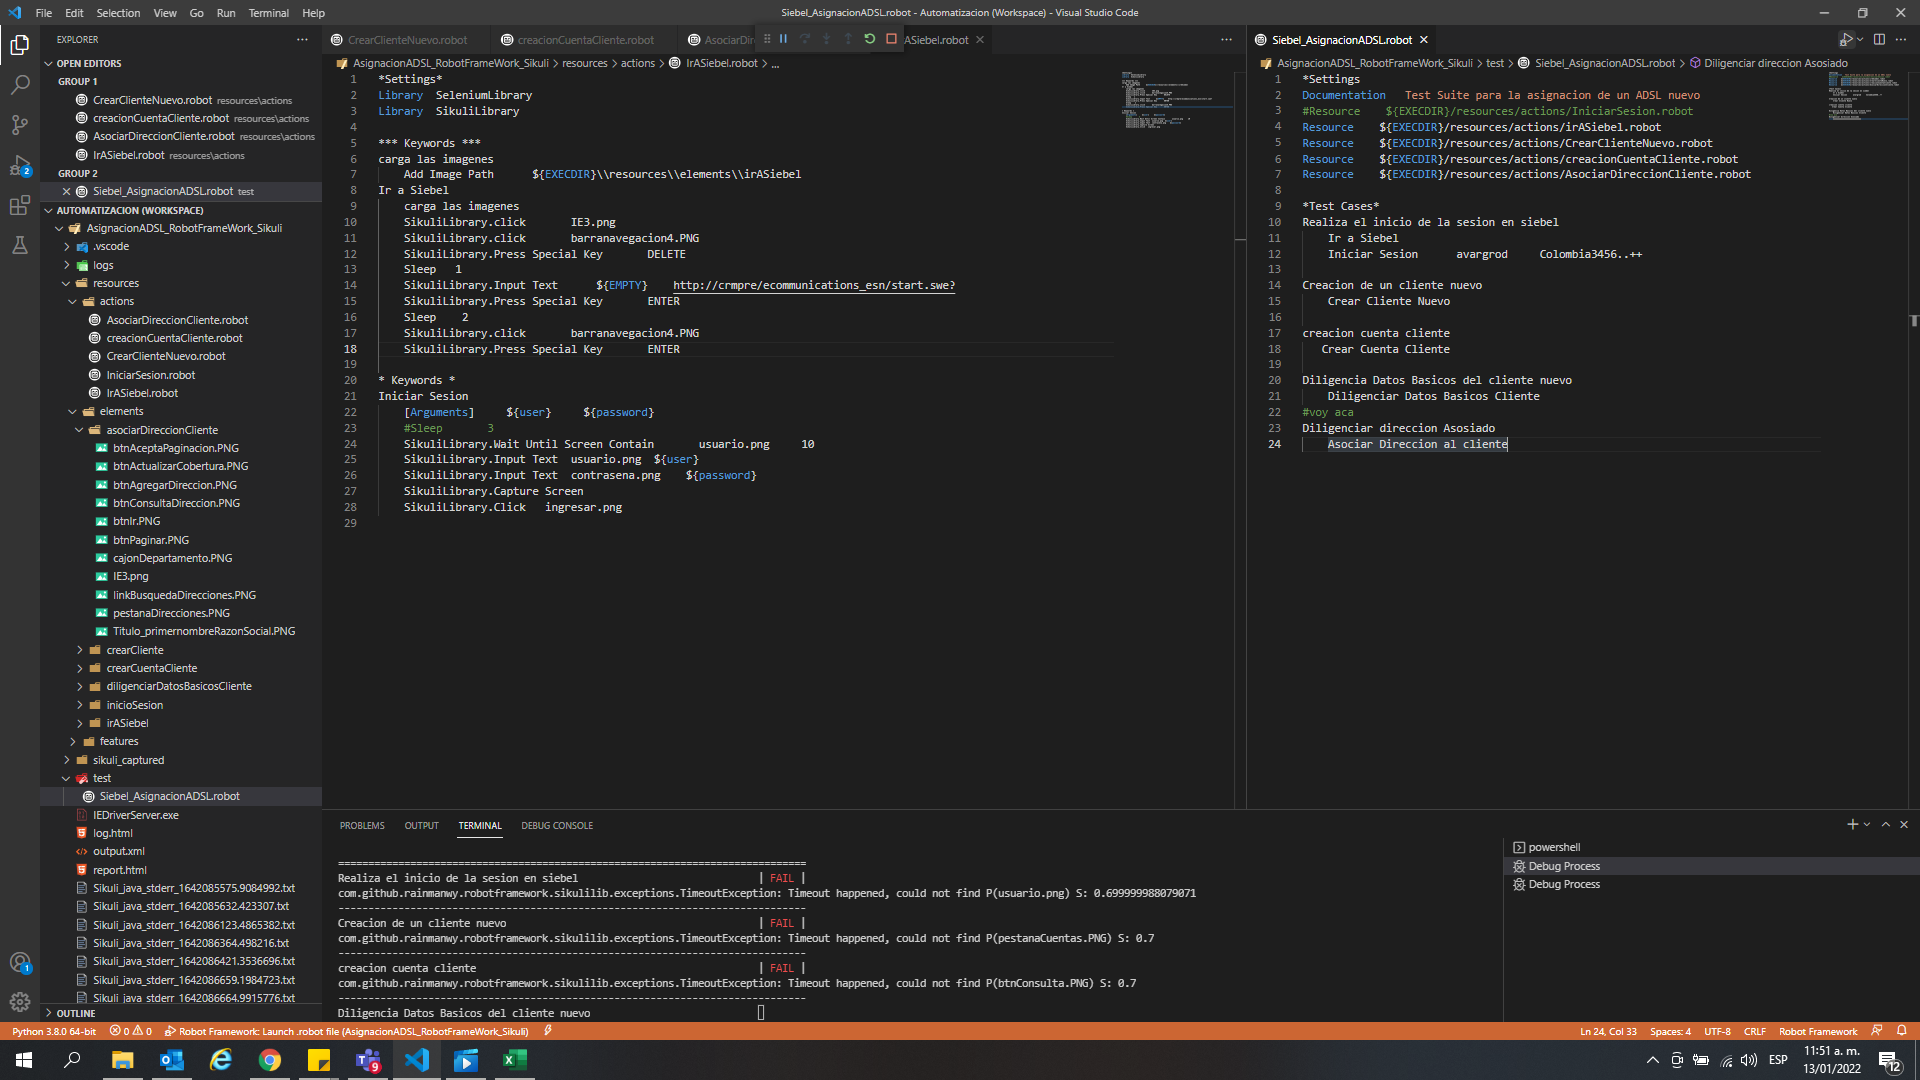 File Edit Selection View Go Run Terminal Help
Siebel_AsignacionADSL.robot - Automatizacion (Workspace) - Visual Studio Code
EXPLORER
OPEN EDITORS
GROUP 1
CrearClienteNuevo.robot resources\actions
creacionCuentaCliente.robot resources\actions
AsociarDireccionCliente.robot resources\actions
IrASiebel.robot resources\actions
GROUP 2
Siebel_AsignacionADSL.robot test
AUTOMATIZACION (WORKSPACE)
AsignacionADSL_RobotFrameWork_Sikuli
.vscode
logs
resources
actions
AsociarDireccionCliente.robot
creacionCuentaCliente.robot
CrearClienteNuevo.robot
IniciarSesion.robot
IrASiebel.robot
elements
asociarDireccionCliente
btnAceptaPaginacion.PNG
btnActualizarCobertura.PNG
btnAgregarDireccion.PNG
btnConsultaDireccion.PNG
btnIr.PNG
btnPaginar.PNG
cajonDepartamento.PNG
IE3.png
linkBusquedaDirecciones.PNG
pestanaDirecciones.PNG
Titulo_primernombreRazonSocial.PNG
crearCliente
crearCuentaCliente
diligenciarDatosBasicosCliente
inicioSesion
irASiebel
features
sikuli_captured
test
Siebel_AsignacionADSL.robot
IEDriverServer.exe
log.html
output.xml
report.html
Sikuli_java_stderr_1642085575.9084992.txt
Sikuli_java_stderr_1642085632.423307.txt
Sikuli_java_stderr_1642086123.4865382.txt
Sikuli_java_stderr_1642086364.498216.txt
Sikuli_java_stderr_1642086421.3536696.txt
Sikuli_java_stderr_1642086659.1984723.txt
Sikuli_java_stderr_1642086664.9915776.txt
OUTLINE
CrearClienteNuevo.robot creacionCuentaCliente.robot AsociarDir ASiebel.robot
AsignacionADSL_RobotFrameWork_Sikuli > resources > actions > IrASiebel.robot > ...
1 *Settings*
2 Library SeleniumLibrary
3 Library SikuliLibrary
4
5 *** Keywords ***
6 carga las imagenes
7 Add Image Path ${EXECDIR}\\resources\\elements\\irASiebel
8 Ir a Siebel
9 carga las imagenes
10 SikuliLibrary.click IE3.png
11 SikuliLibrary.click barranavegacion4.PNG
12 SikuliLibrary.Press Special Key DELETE
13 Sleep 1
14 SikuliLibrary.Input Text ${EMPTY} http://crmpre/ecommunications_esn/start.swe?
15 SikuliLibrary.Press Special Key ENTER
16 Sleep 2
17 SikuliLibrary.click barranavegacion4.PNG
18 SikuliLibrary.Press Special Key ENTER
19
20 * Keywords *
21 Iniciar Sesion
22 [Arguments] ${user} ${password}
23 #Sleep 3
24 SikuliLibrary.Wait Until Screen Contain usuario.png 10
25 SikuliLibrary.Input Text usuario.png ${user}
26 SikuliLibrary.Input Text contrasena.png ${password}
27 SikuliLibrary.Capture Screen
28 SikuliLibrary.Click ingresar.png
29
Siebel_AsignacionADSL.robot
AsignacionADSL_RobotFrameWork_Sikuli > test > Siebel_AsignacionADSL.robot > Diligenciar direccion Asosiado
1 *Settings
2 Documentation Test Suite para la asignacion de un ADSL nuevo
3 #Resource ${EXECDIR}/resources/actions/IniciarSesion.robot
4 Resource ${EXECDIR}/resources/actions/irASiebel.robot
5 Resource ${EXECDIR}/resources/actions/CrearClienteNuevo.robot
6 Resource ${EXECDIR}/resources/actions/creacionCuentaCliente.robot
7 Resource ${EXECDIR}/resources/actions/AsociarDireccionCliente.robot
8
9 *Test Cases*
10 Realiza el inicio de la sesion en siebel
11 Ir a Siebel
12 Iniciar Sesion avargrod Colombia3456..++
13
14 Creacion de un cliente nuevo
15 Crear Cliente Nuevo
16
17 creacion cuenta cliente
18 Crear Cuenta Cliente
19
20 Diligencia Datos Basicos del cliente nuevo
21 Diligenciar Datos Basicos Cliente
22 #voy aca
23 Diligenciar direccion Asosiado
24 Asociar Direccion al cliente
PROBLEMS OUTPUT TERMINAL DEBUG CONSOLE
==============================================================================
Realiza el inicio de la sesion en siebel | FAIL |
com.github.rainmanwy.robotframework.sikulilib.exceptions.TimeoutException: Timeout happened, could not find P(usuario.png) S: 0.699999988079071
------------------------------------------------------------------------------
Creacion de un cliente nuevo | FAIL |
com.github.rainmanwy.robotframework.sikulilib.exceptions.TimeoutException: Timeout happened, could not find P(pestanaCuentas.PNG) S: 0.7
------------------------------------------------------------------------------
creacion cuenta cliente | FAIL |
com.github.rainmanwy.robotframework.sikulilib.exceptions.TimeoutException: Timeout happened, could not find P(btnConsulta.PNG) S: 0.7
------------------------------------------------------------------------------
Diligencia Datos Basicos del cliente nuevo
powershell
Debug Process
Debug Process
Python 3.8.0 64-bit 0 0 Robot Framework: Launch .robot file (AsignacionADSL_RobotFrameWork_Sikuli)
Ln 24, Col 33 Spaces: 4 UTF-8 CRLF Robot Framework
2
1
9
ESP
11:51 a. m.
13/01/2022
12